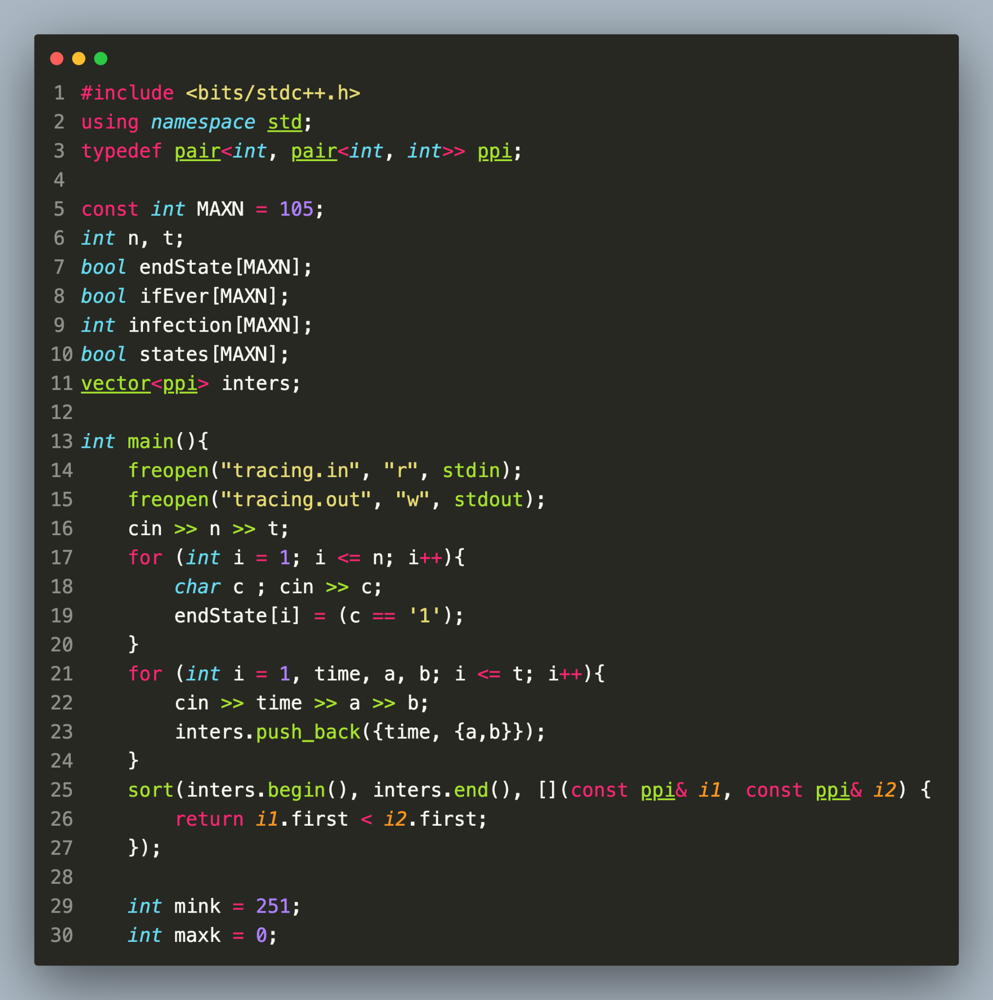 1 #include <bits/stdc++.h>
2 using namespace std;
3 typedef pair<int, pair<int, int>> ppi;
4
5 const int MAXN = 105;
6 int n, t;
7 bool endState[MAXN];
8 bool ifEver[MAXN];
9 int infection[MAXN];
10 bool states[MAXN];
11 vector<ppi> inters;
12
13 int main(){
14     freopen("tracing.in", "r", stdin);
15     freopen("tracing.out", "w", stdout);
16     cin >> n >> t;
17     for (int i = 1; i <= n; i++){
18         char c ; cin >> c;
19         endState[i] = (c == '1');
20     }
21     for (int i = 1, time, a, b; i <= t; i++){
22         cin >> time >> a >> b;
23         inters.push_back({time, {a,b}});
24     }
25     sort(inters.begin(), inters.end(), [](const ppi& i1, const ppi& i2) {
26         return i1.first < i2.first;
27     });
28
29     int mink = 251;
30     int maxk = 0;